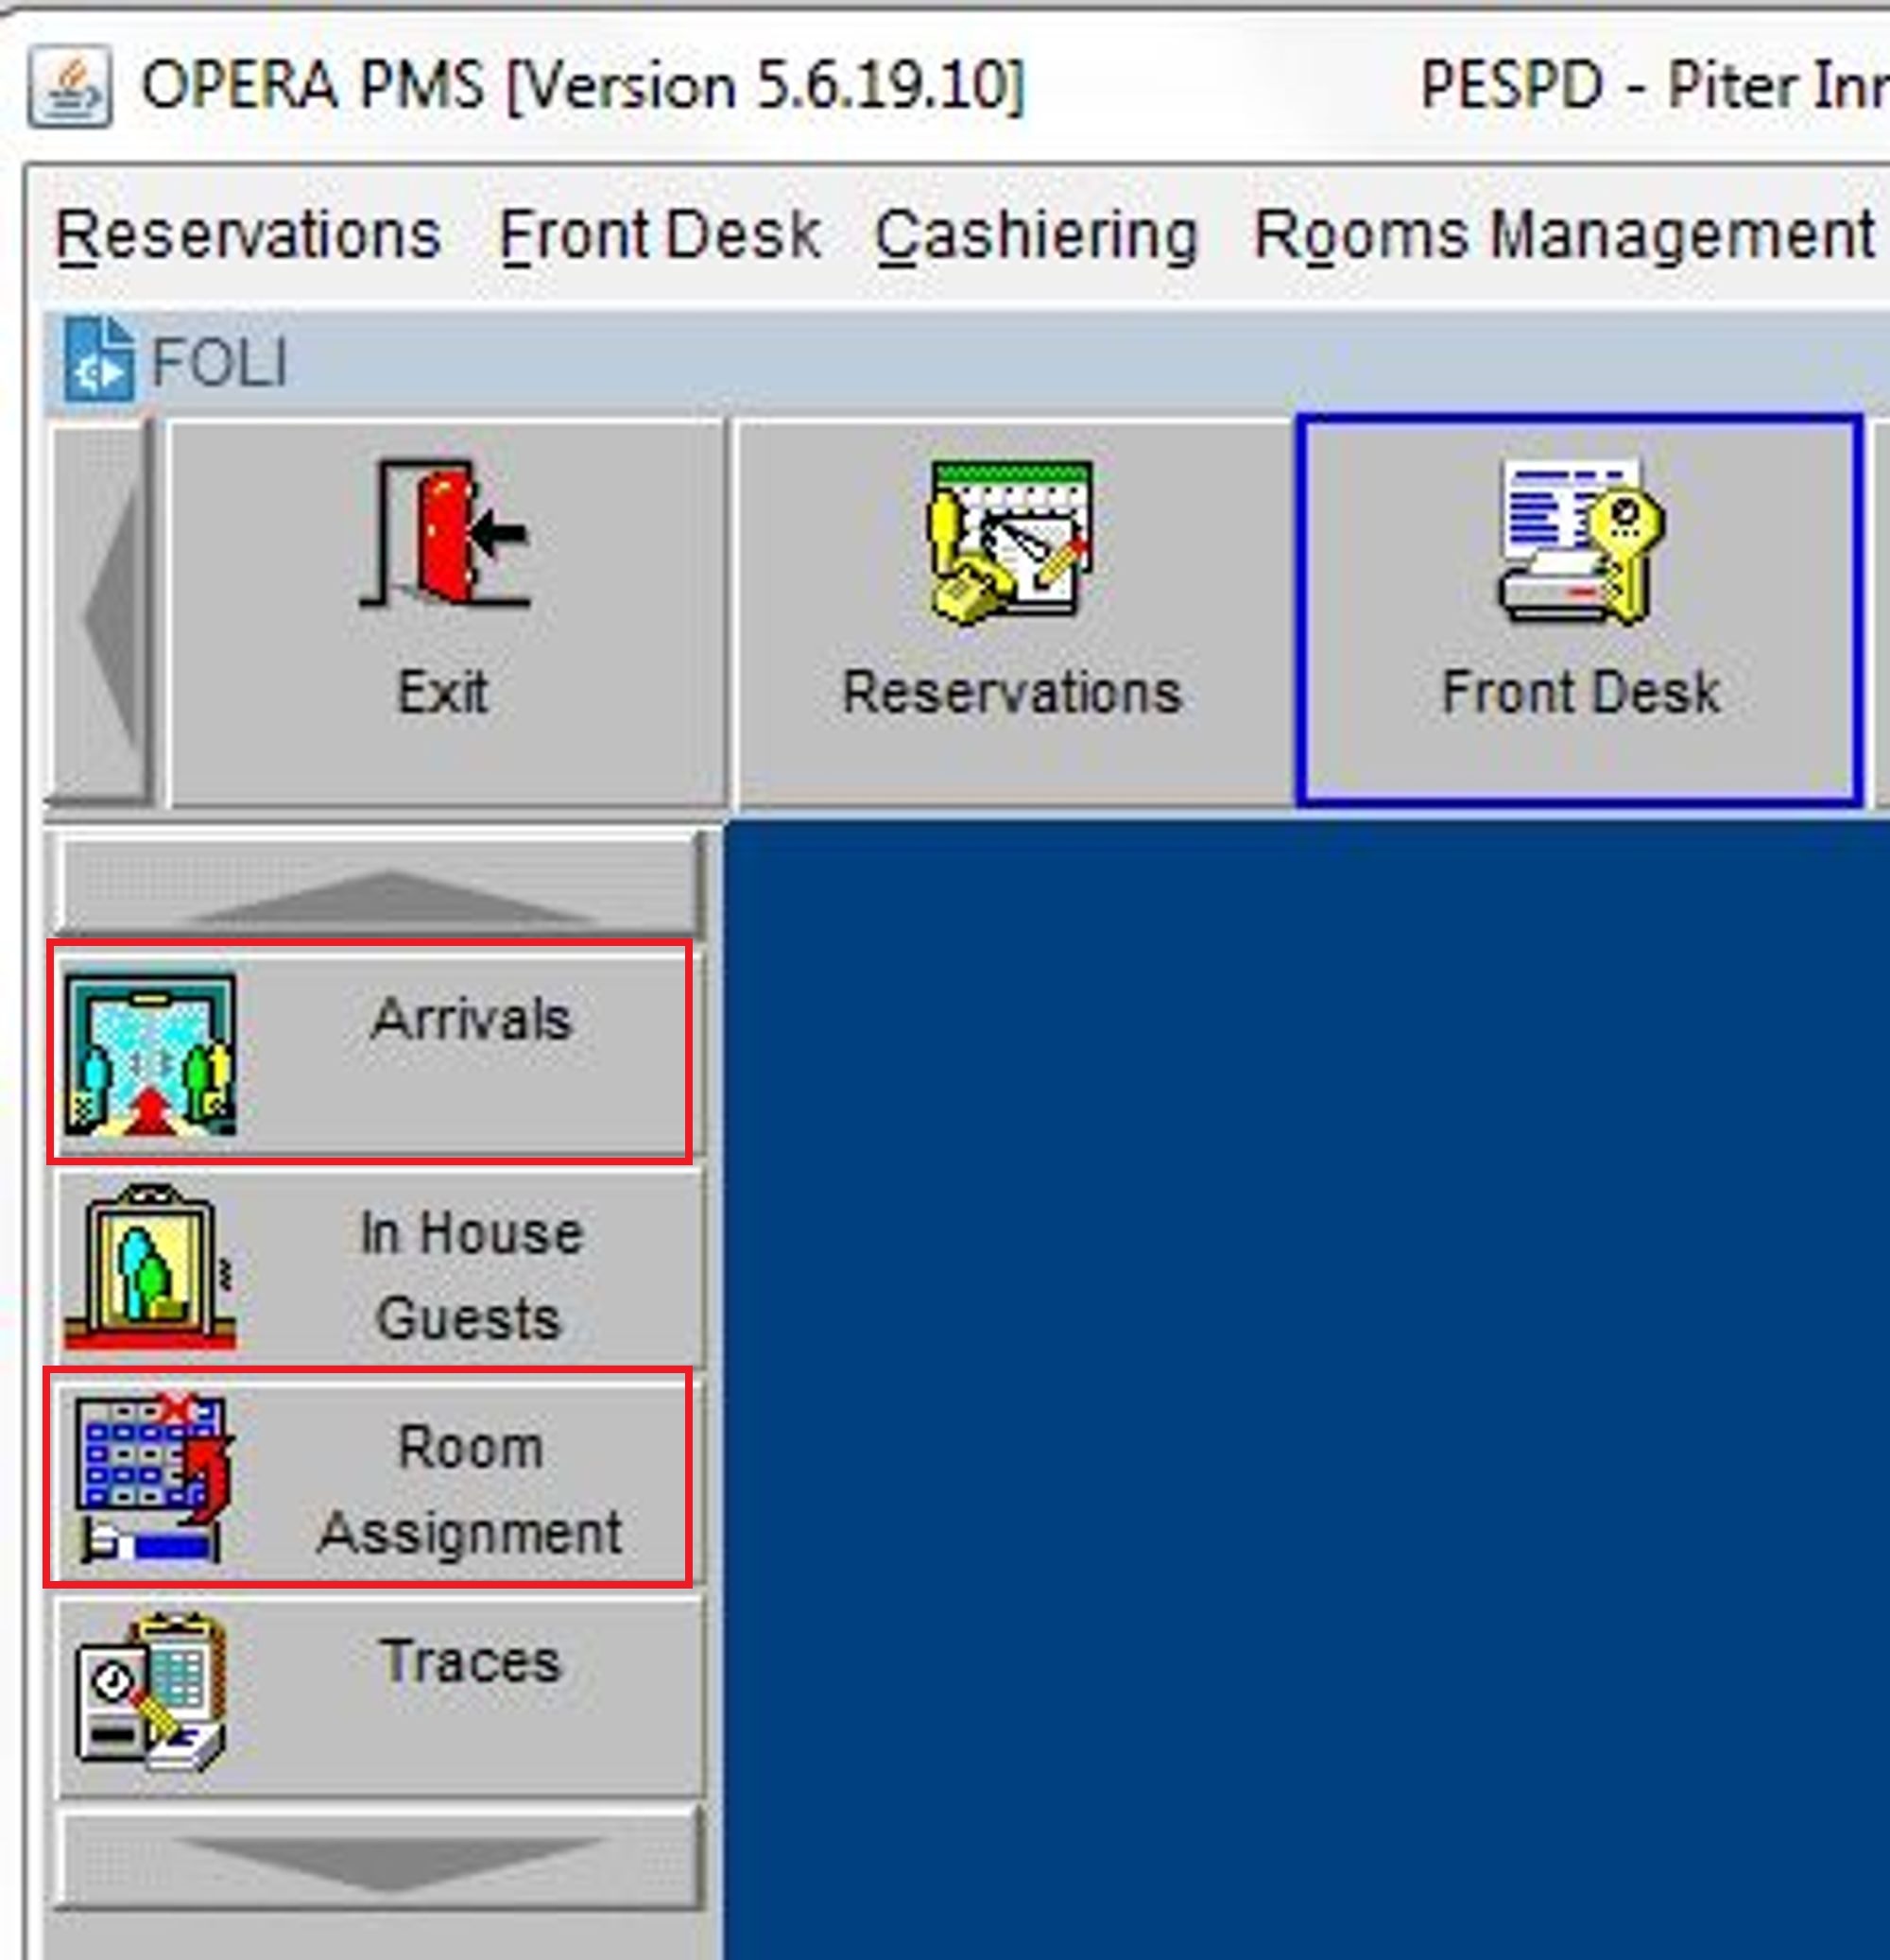 OPERA PMS [Version 5.6.19.10] PESPD - Piter Inn
Reservations Front Desk Cashiering Rooms Management
FOLI
Exit Reservations Front Desk
Arrivals
In House
Guests
Room
Assignment
Traces